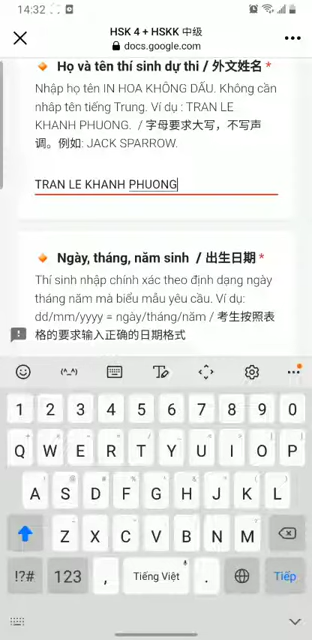 14:32
HSK 4 + HSKK 中级
docs.google.com
Họ và tên thí sinh dự thi / 外文姓名 *
Nhập họ tên IN HOA KHÔNG DẤU. Không cần
nhập tên tiếng Trung. Ví dụ : TRAN LE
KHANH PHUONG. / 字母要求大写，不写声
调。例如: JACK SPARROW.
TRAN LE KHANH PHUONG
Ngày, tháng, năm sinh / 出生日期 *
Thí sinh nhập chính xác theo định dạng ngày
tháng năm mà biểu mẫu yêu cầu. Ví dụ:
dd/mm/yyyy = ngày/tháng/năm / 考生按照表
格的要求输入正确的日期格式
(^_^)
1 2 3 4 5 6 7 8 9 0
Q W E R T Y U I O P
A S D F G H J K L
Z X C V B N M
!?# 123 , Tiếng Việt . Tiếp